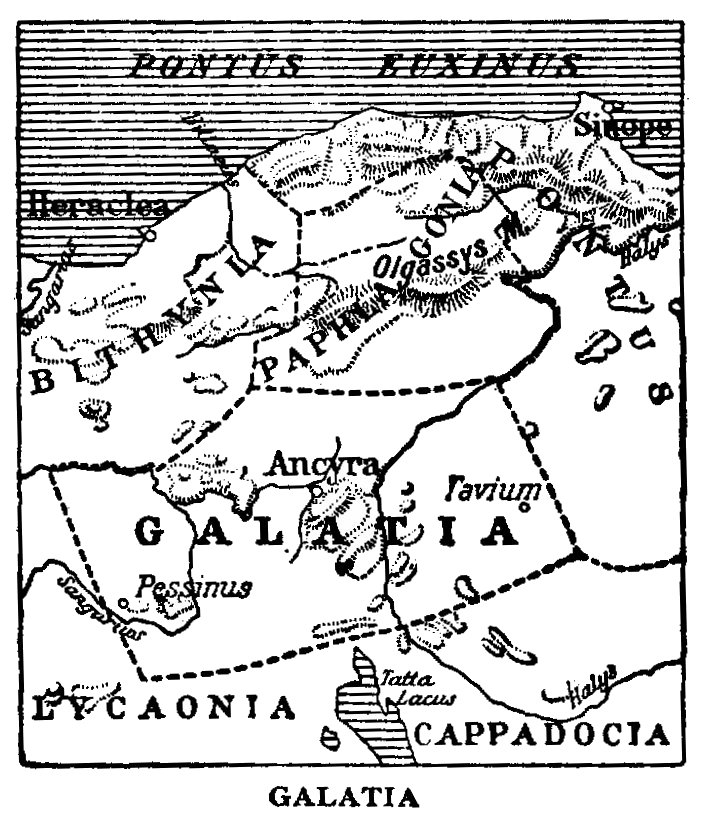 PONTUS EUXINUS
Sinope
Billaeus
Heraclea
Sangarius
BITHYNIA
PAPHLAGONIA
Olgassys M.
PONTUS
Halys
Ancyra
Tavium
GALATIA
Pessinus
Sangarius
Tatta
Lacus
Halys
LYCAONIA
CAPPADOCIA
GALATIA